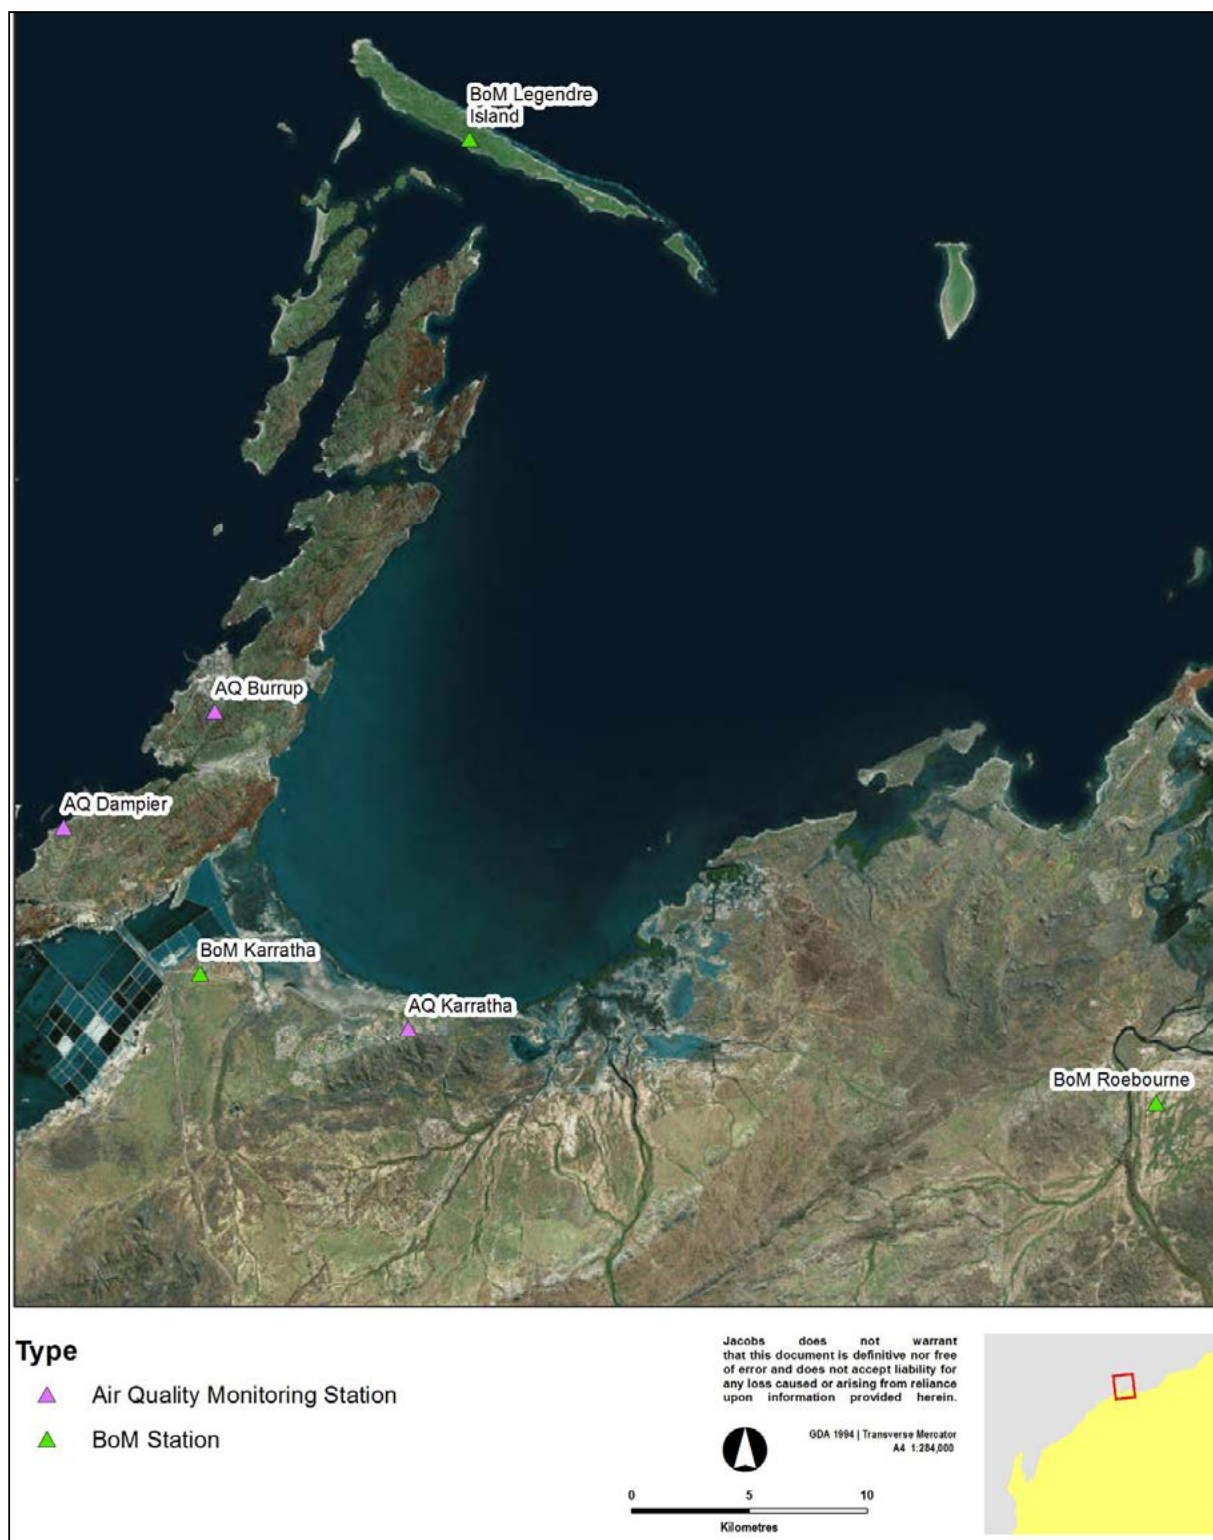 BoM Legendre
Island
AQ Burrup
AQ Dampier
BoM Karratha
AQ Karratha
BoM Roebourne
Type
Air Quality Monitoring Station
BoM Station
Jacobs does not warrant
that this document is definitive nor free
of error and does not accept liability for
any loss caused or arising from reliance
upon information provided herein.
GDA 1994 | Transverse Mercator
A4 1:284,000
0 5 10
Kilometres